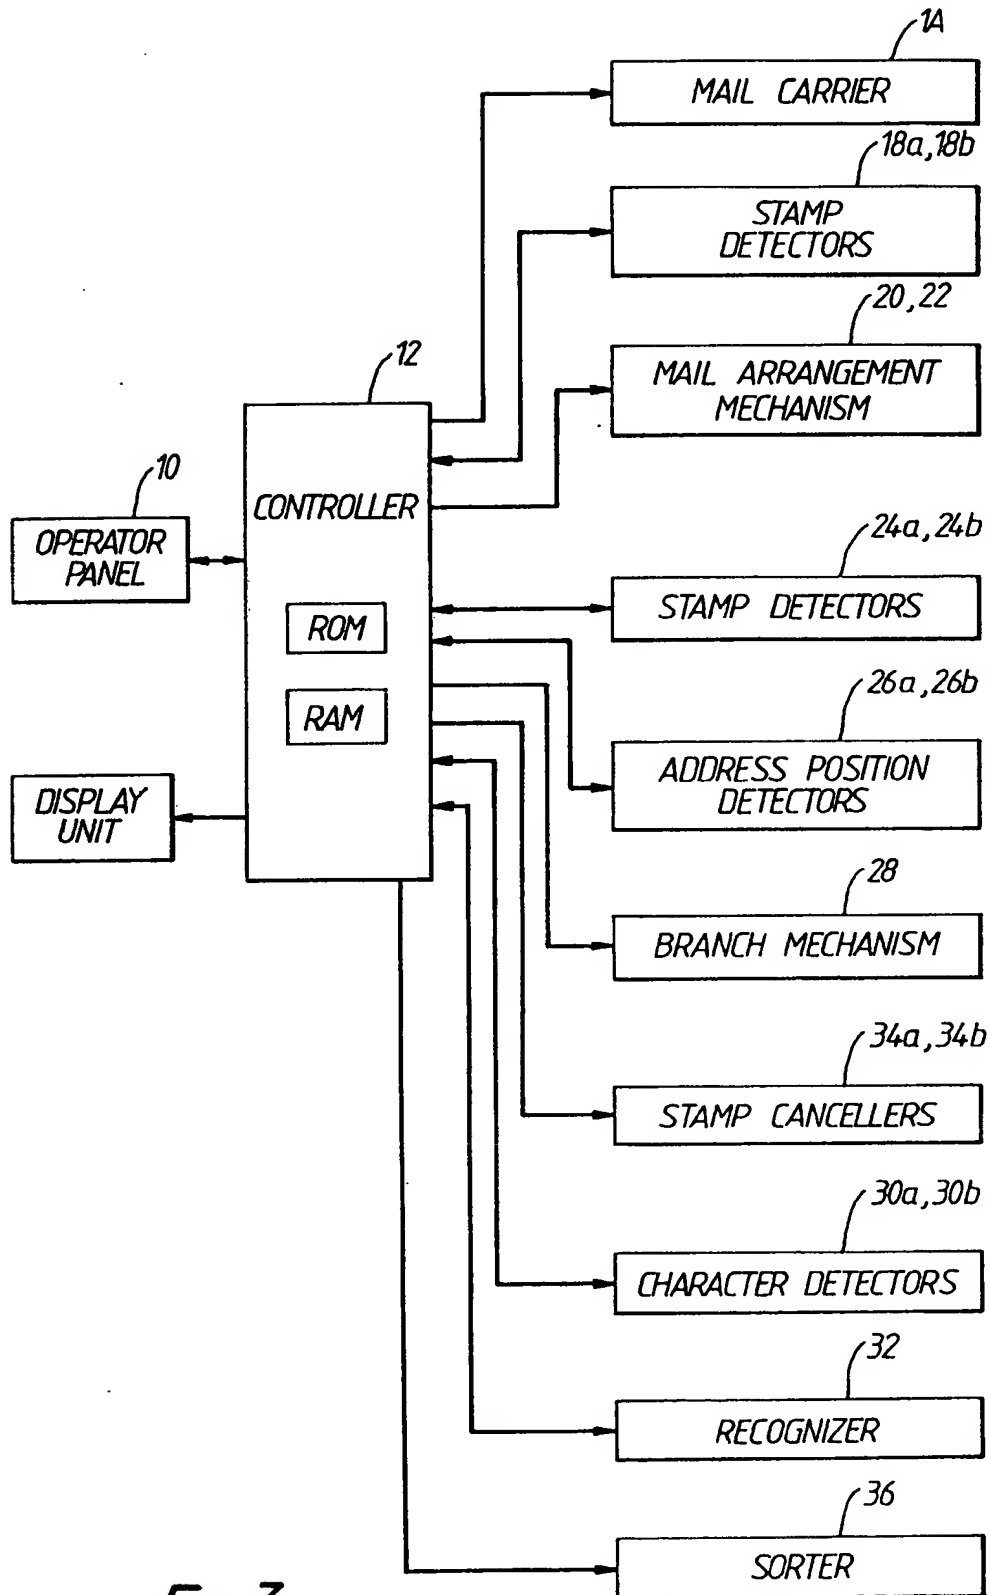 1A
MAIL CARRIER
18a, 18b
STAMP
DETECTORS
20, 22
MAIL ARRANGEMENT
MECHANISM
12
CONTROLLER
10
OPERATOR
PANEL
24a, 24b
STAMP DETECTORS
ROM
26a, 26b
RAM
ADDRESS POSITION
DETECTORS
DISPLAY
UNIT
28
BRANCH MECHANISM
34a, 34b
STAMP CANCELLERS
30a, 30b
CHARACTER DETECTORS
32
RECOGNIZER
36
SORTER